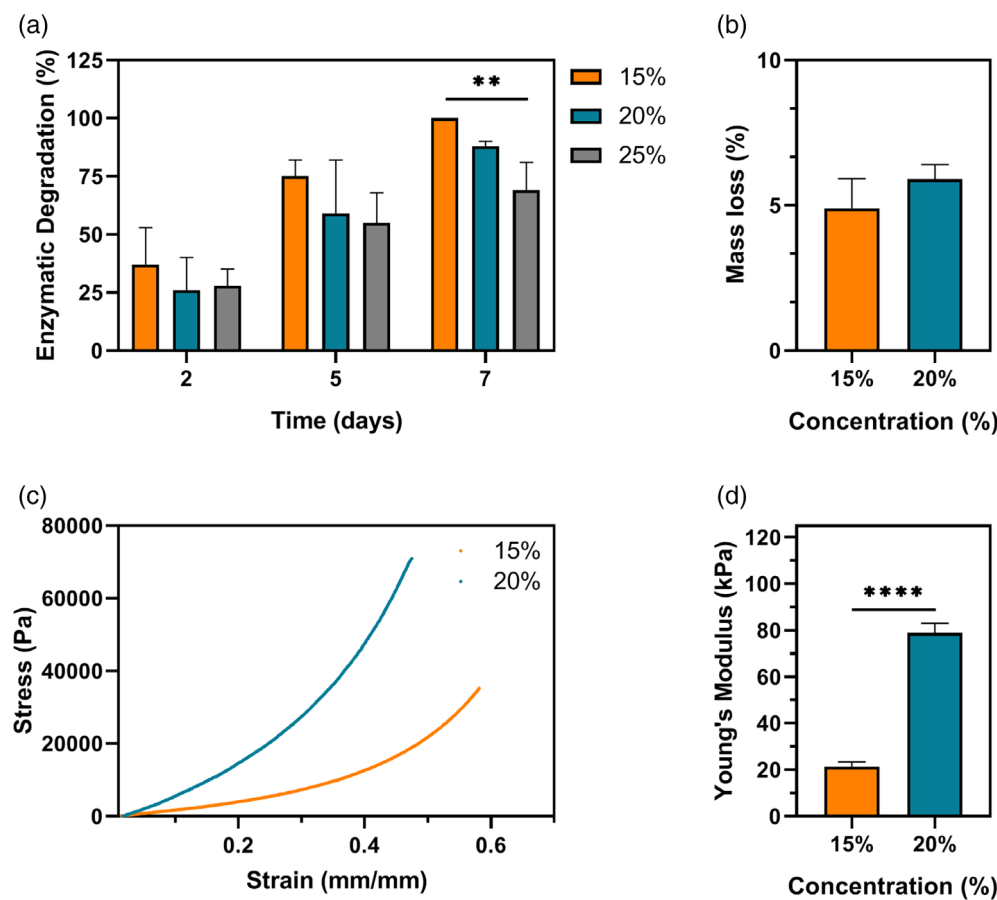 (a)
Enzymatic Degradation (%)
125
100
75
50
25
0
**
15%
20%
25%
2 5 7
Time (days)
(b)
Mass loss (%)
10
5
0
15% 20%
Concentration (%)
(c)
Stress (Pa)
80000
60000
40000
20000
0
15%
20%
0.2 0.4 0.6
Strain (mm/mm)
(d)
Young's Modulus (kPa)
120
100
80
60
40
20
0
****
15% 20%
Concentration (%)